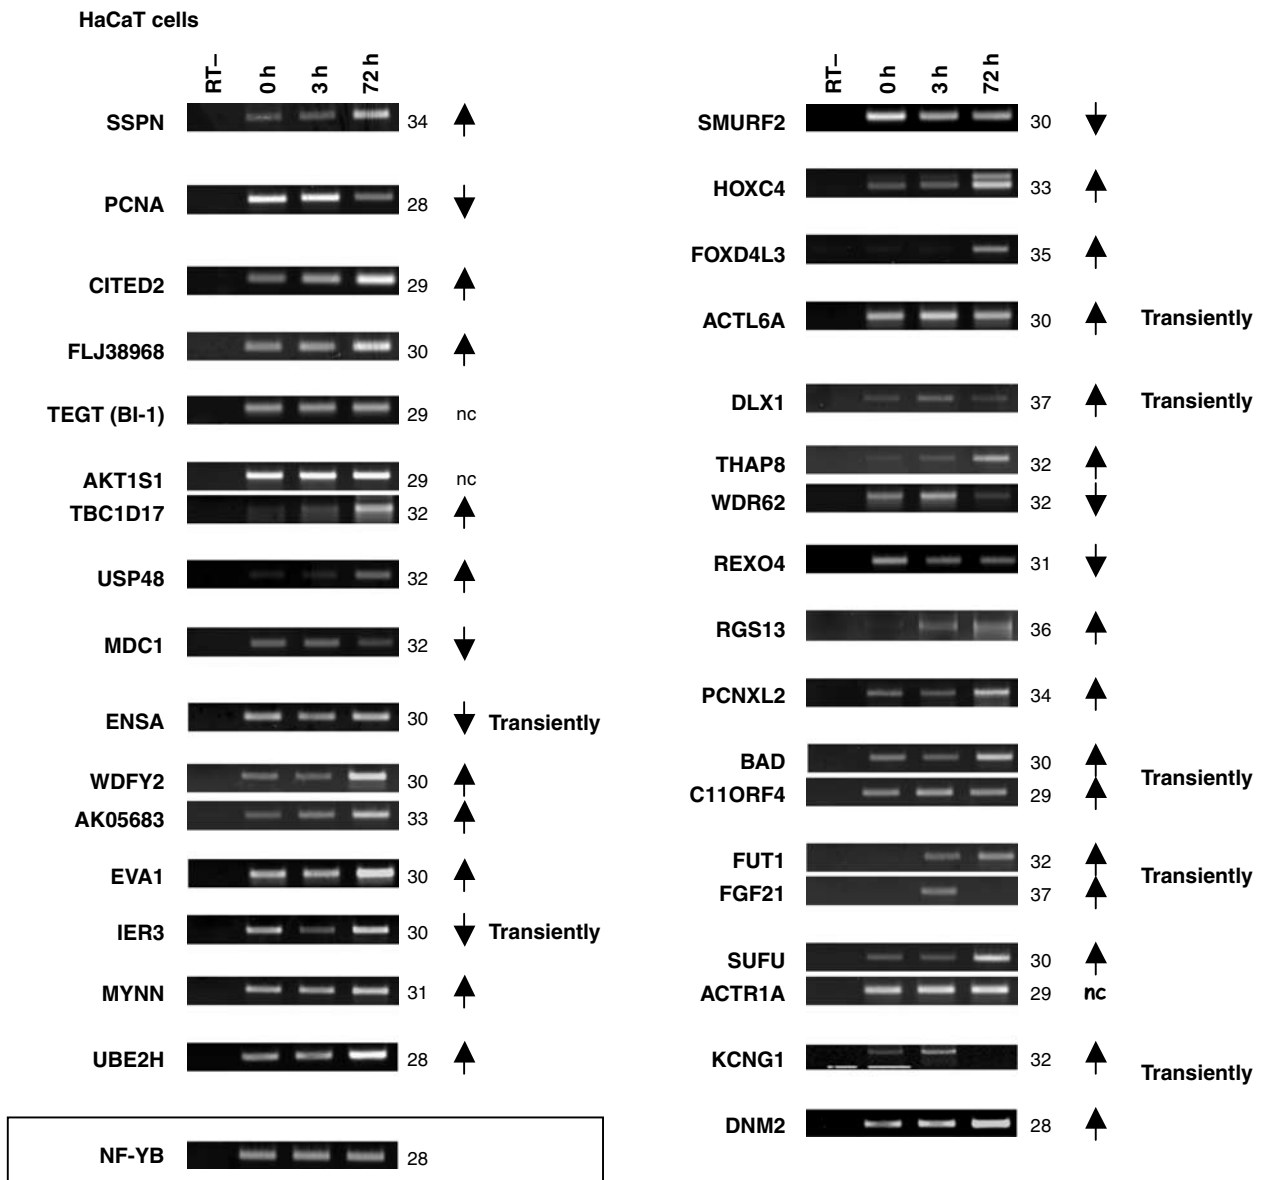 HaCaT cells
RT– 0 h 3 h 72 h
SSPN 34
PCNA 28
CITED2 29
FLJ38968 30
TEGT (BI-1) 29 nc
AKT1S1 29 nc
TBC1D17 32
USP48 32
MDC1 32
ENSA 30 Transiently
WDFY2 30
AK05683 33
EVA1 30
IER3 30 Transiently
MYNN 31
UBE2H 28
NF-YB 28
RT– 0 h 3 h 72 h
SMURF2 30
HOXC4 33
FOXD4L3 35
ACTL6A 30 Transiently
DLX1 37 Transiently
THAP8 32
WDR62 32
REXO4 31
RGS13 36
PCNXL2 34
BAD 30
Transiently
C11ORF4 29
FUT1 32
Transiently
FGF21 37
SUFU 30
ACTR1A 29 nc
KCNG1 32
Transiently
DNM2 28